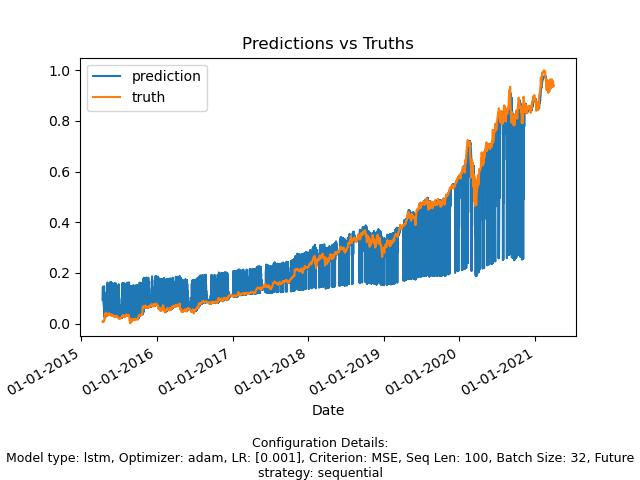 Predictions vs Truths
prediction
truth
1.0
0.8
0.6
0.4
0.2
0.0
01-01-2015
01-01-2016
01-01-2017
01-01-2018
01-01-2019
01-01-2020
01-01-2021
Date
Configuration Details:
Model type: lstm, Optimizer: adam, LR: [0.001], Criterion: MSE, Seq Len: 100, Batch Size: 32, Future
strategy: sequential